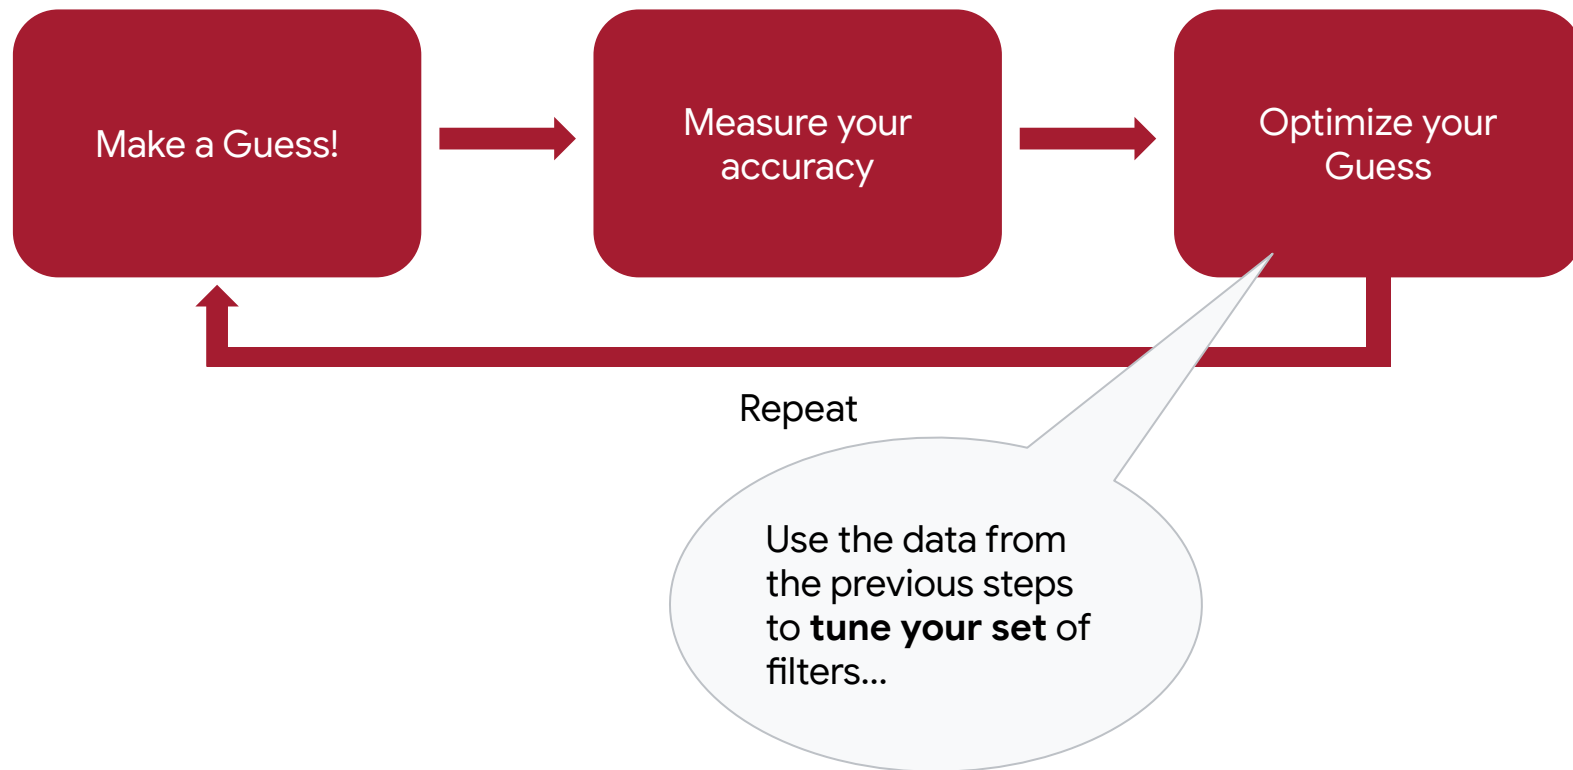 Make a Guess!
Measure your
accuracy
Optimize your
Guess
Repeat
Use the data from
the previous steps
to tune your set of
filters...